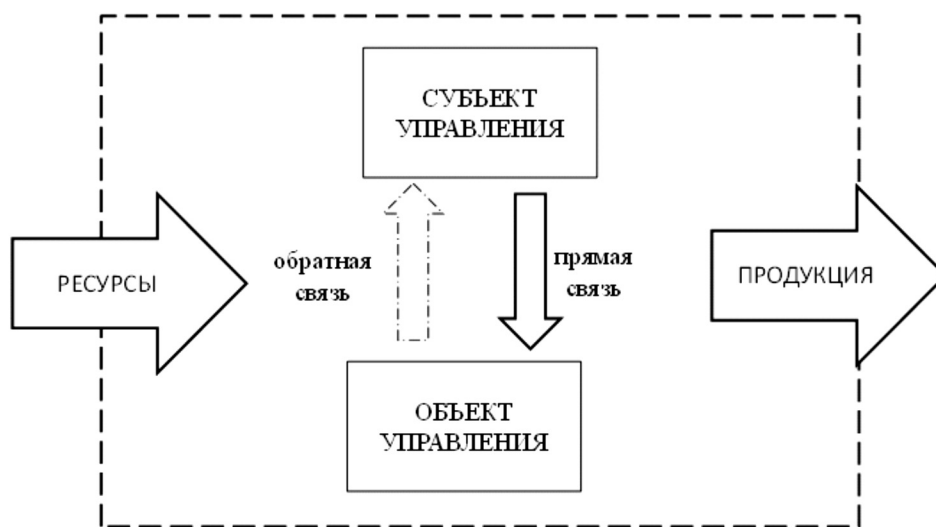 СУБЪЕКТ
УПРАВЛЕНИЯ
РЕСУРСЫ
обратная
связь
прямая
связь
ПРОДУКЦИЯ
ОБЪЕКТ
УПРАВЛЕНИЯ